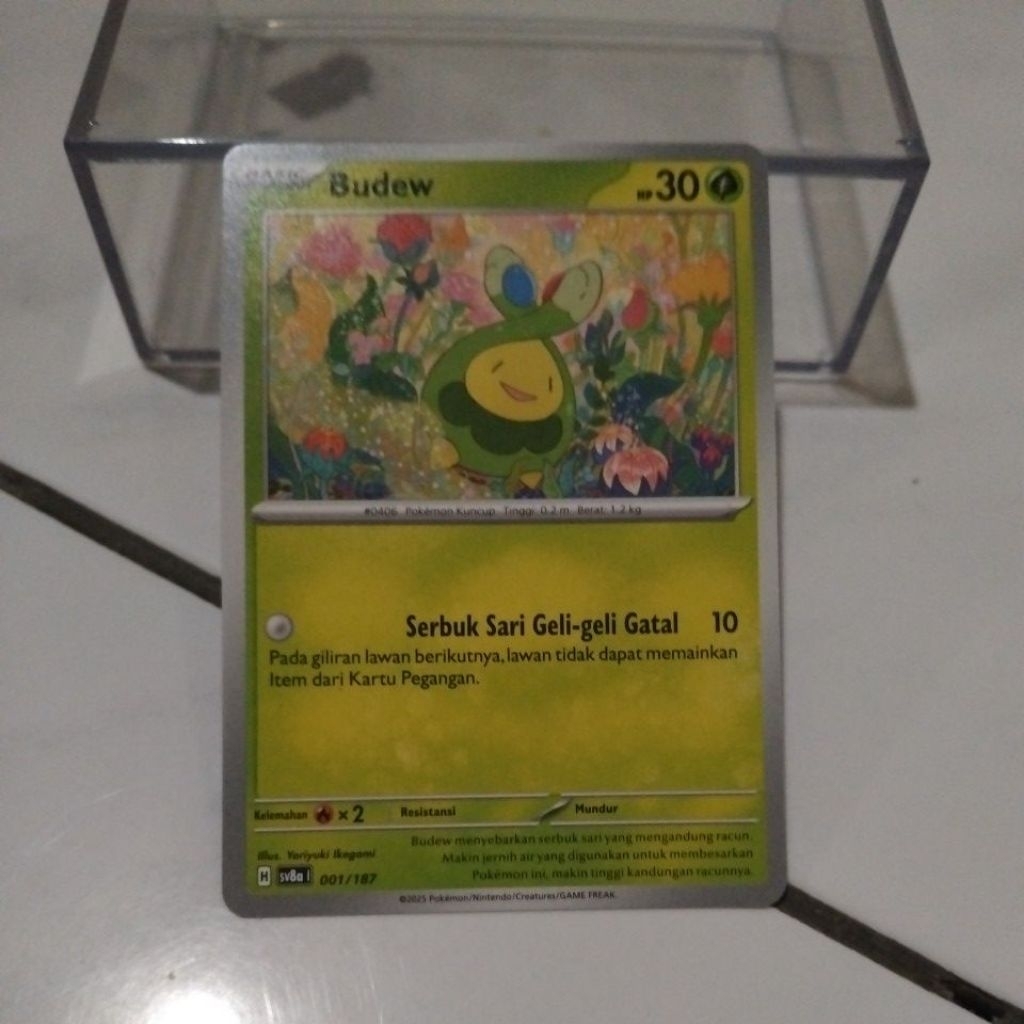 BASIC
Budew HP 30
#0406 Pokémon Kuncup Tinggi: 0.2 m Berat: 1.2 kg
Serbuk Sari Geli-geli Gatal 10
Pada giliran lawan berikutnya, lawan tidak dapat memainkan
Item dari Kartu Pegangan.
Kelemahan × 2 Resistansi Mundur
Budew menyebarkan serbuk sari yang mengandung racun.
Makin jernih air yang digunakan untuk membesarkan
Pokémon ini, makin tinggi kandungan racunnya.
Illus. Yoriyuki Ikegami
H sv8a I 001/187
©2025 Pokémon/Nintendo/Creatures/GAME FREAK.